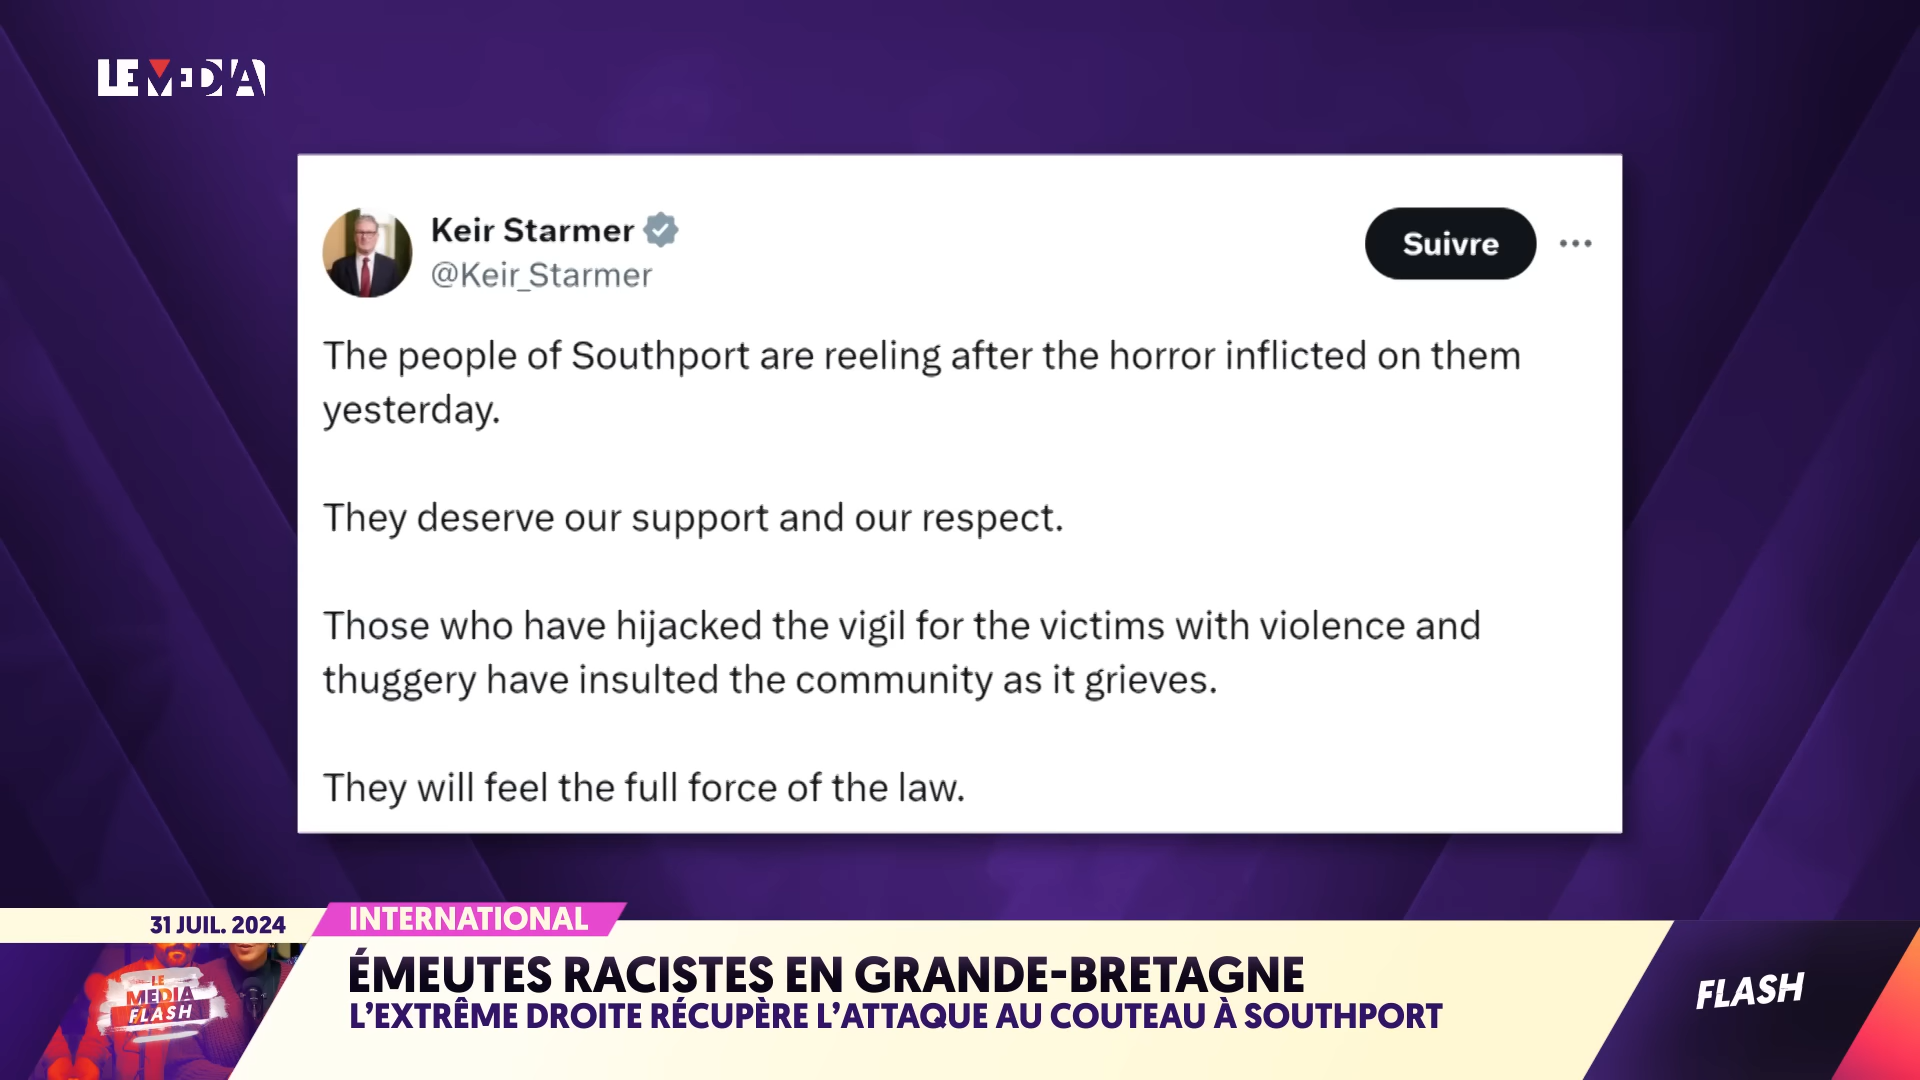 LE MEDIA
Keir Starmer
@Keir_Starmer
Suivre
The people of Southport are reeling after the horror inflicted on them
yesterday.
They deserve our support and our respect.
Those who have hijacked the vigil for the victims with violence and
thuggery have insulted the community as it grieves.
They will feel the full force of the law.
31 JUIL. 2024
INTERNATIONAL
ÉMEUTES RACISTES EN GRANDE-BRETAGNE
L'EXTRÊME DROITE RÉCUPÈRE L'ATTAQUE AU COUTEAU À SOUTHPORT
LE
MEDIA
FLASH
FLASH